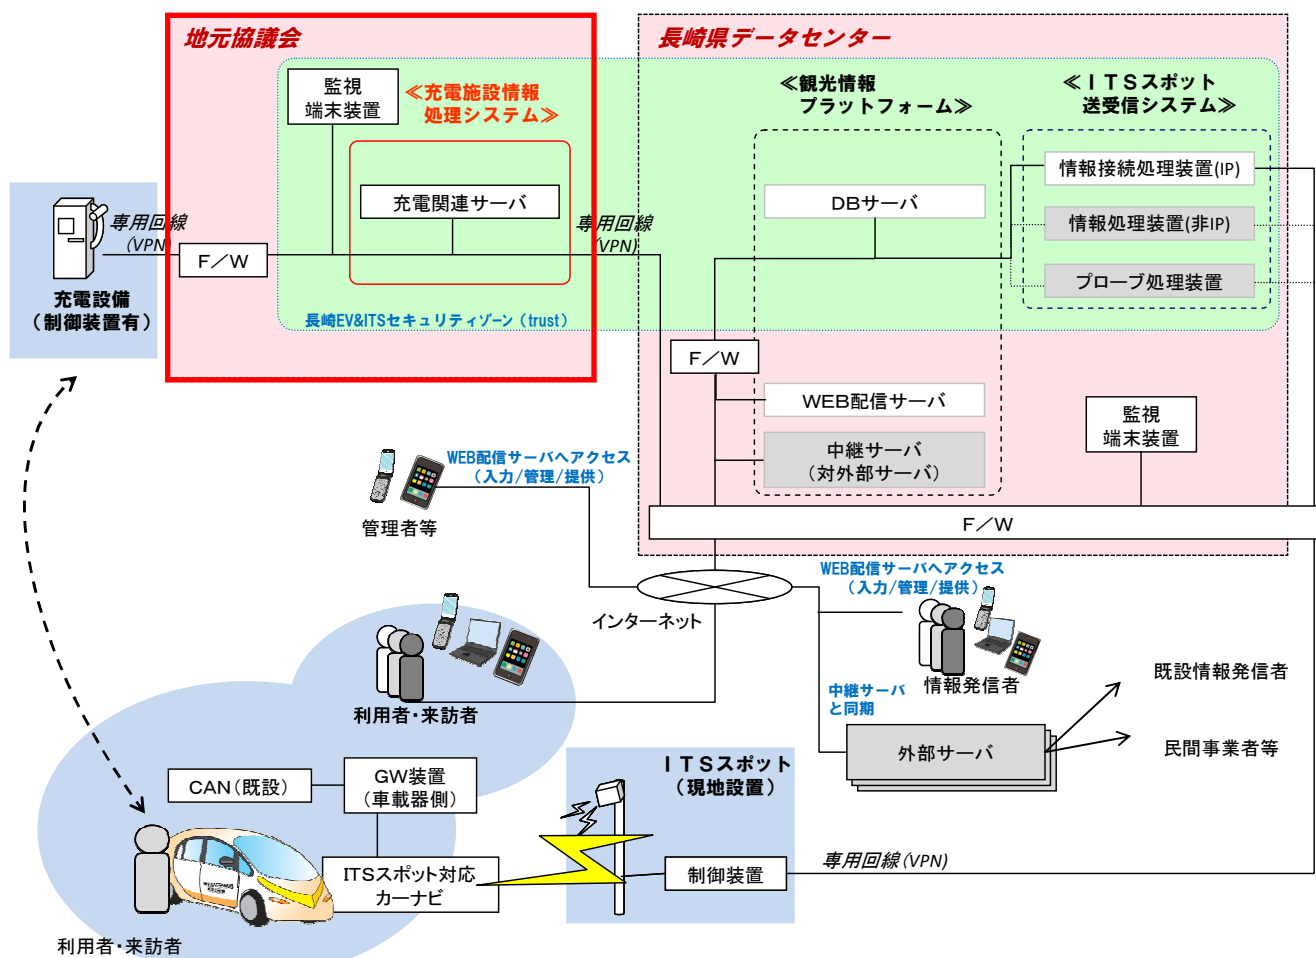 地元協議会
長崎県データセンター
監視
端末装置
≪充電施設情報
処理システム≫
≪観光情報
プラットフォーム≫
≪ＩＴＳスポット
送受信システム≫
情報接続処理装置(IP)
充電関連サーバ
DBサーバ
情報処理装置(非IP)
専用回線
(VPN)
専用回線
(VPN)
F／W
プローブ処理装置
充電設備
（制御装置有）
長崎EV&ITSセキュリティゾーン（trust）
F／W
WEB配信サーバ
監視
端末装置
中継サーバ
（対外部サーバ）
WEB配信サーバへアクセス
（入力/管理/提供）
管理者等
F／W
WEB配信サーバへアクセス
（入力/管理/提供）
インターネット
情報発信者
既設情報発信者
利用者・来訪者
中継サーバ
と同期
外部サーバ
民間事業者等
ＩＴＳスポット
（現地設置）
CAN（既設）
GW装置
（車載器側）
ITSスポット対応
カーナビ
制御装置
専用回線(VPN)
利用者・来訪者